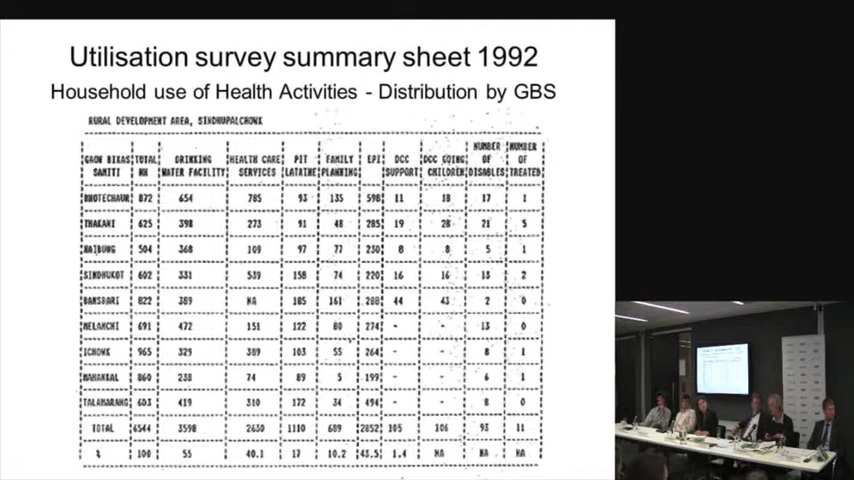 Utilisation survey summary sheet 1992
Household use of Health Activities - Distribution by GBS
RURAL DEVELOPMENT AREA, SINDHUPALCHOWK
GAON BIKAS SAMITI TOTAL HH DRINKING WATER FACILITY HEALTH CARE SERVICES PIT LATRINE FAMILY PLANNING EPI DCC SUPPORT DCC GOING CHILDREN NUMBER OF DISABLES NUMBER OF TREATED
BHOTECHAUR 872 654 785 93 135 598 11 18 17 1
THAKANI 625 398 273 91 48 285 19 28 21 5
HAIBUNG 504 368 109 97 77 230 8 8 5 1
SINDHUKOT 602 331 539 158 74 220 16 16 13 2
BANSBARI 822 389 NA 185 161 288 44 43 2 0
MELANCHI 691 472 151 122 80 274 - - 13 0
ICHOWK 965 329 389 103 55 264 - - 8 1
MAHANKAL 860 238 74 89 5 199 - - 6 1
TALAMARANG 603 419 310 172 34 494 - - 8 0
TOTAL 6544 3598 2630 1110 689 2852 105 106 93 11
% 100 55 40.1 17 10.2 43.5 1.4 NA NA NA